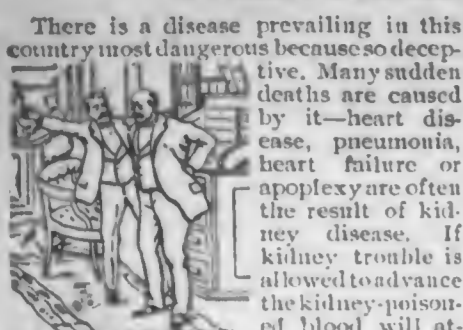 There is a disease prevailing in this
country most dangerous because so decep-
tive. Many sudden
deaths are caused
by it—heart dis-
ease, pneumonia,
heart failure or
apoplexy are often
the result of kid-
ney disease. If
kidney trouble is
allowed to advance
the kidney-poison-
ed blood will at-